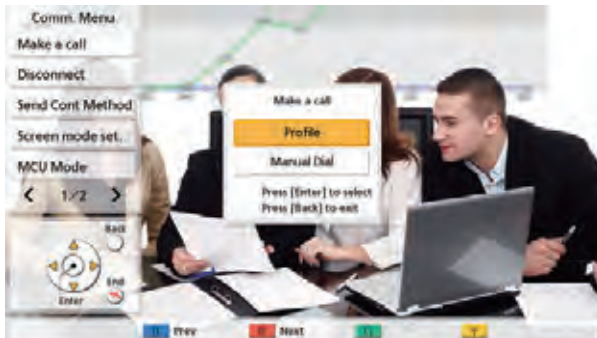 Comm. Menu
Make a call
Disconnect
Send Cont Method
Screen mode set.
MCU Mode
1/2
Back
End
Enter
Make a call
Profile
Manual Dial
Press [Enter] to select
Press [Back] to exit
B Prev
R Next
G
Y